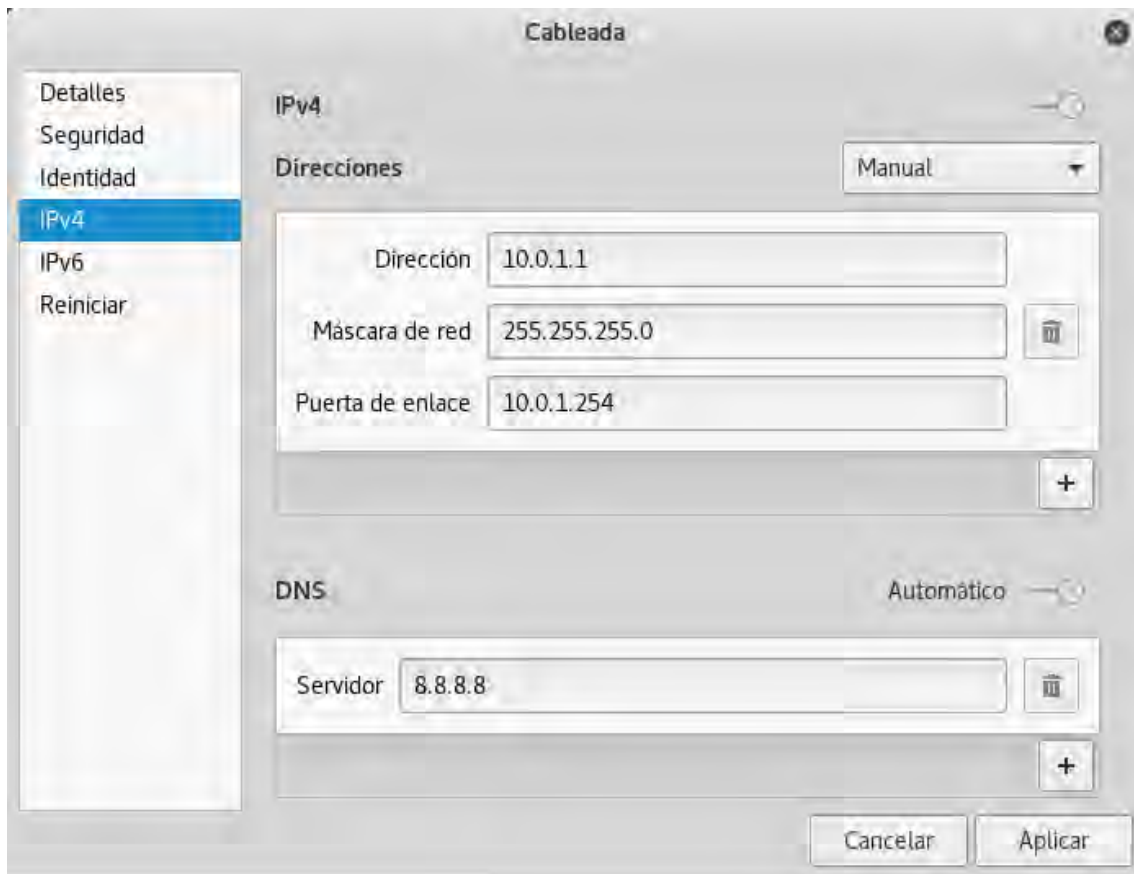 Cableada
Detalles
Seguridad
Identidad
IPv4
IPv6
Reiniciar
IPv4
Direcciones Manual
Dirección 10.0.1.1
Máscara de red 255.255.255.0
Puerta de enlace 10.0.1.254
+
DNS Automático
Servidor 8.8.8.8
+
Cancelar Aplicar